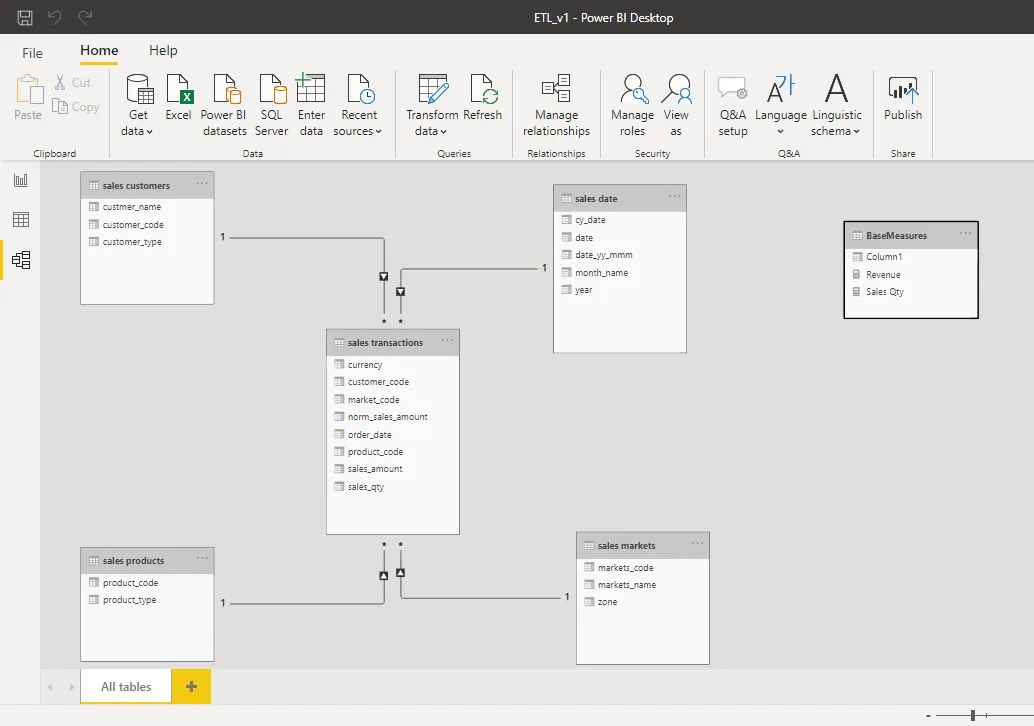 ETL_v1 - Power BI Desktop
File Home Help
Paste
Cut
Copy
Clipboard
Get data
Excel
Power BI datasets
SQL Server
Enter data
Recent sources
Data
Transform data
Refresh
Queries
Manage relationships
Relationships
Manage roles
View as
Security
Q&A setup
Language
Linguistic schema
Q&A
Publish
Share
sales customers
custmer_name
customer_code
customer_type
1
sales date
cy_date
date
date_yy_mmm
month_name
year
1
BaseMeasures
Column1
Revenue
Sales Qty
* *
sales transactions
currency
customer_code
market_code
norm_sales_amount
order_date
product_code
sales_amount
sales_qty
* *
sales products
product_code
product_type
1
sales markets
markets_code
markets_name
zone
1
All tables
+
-